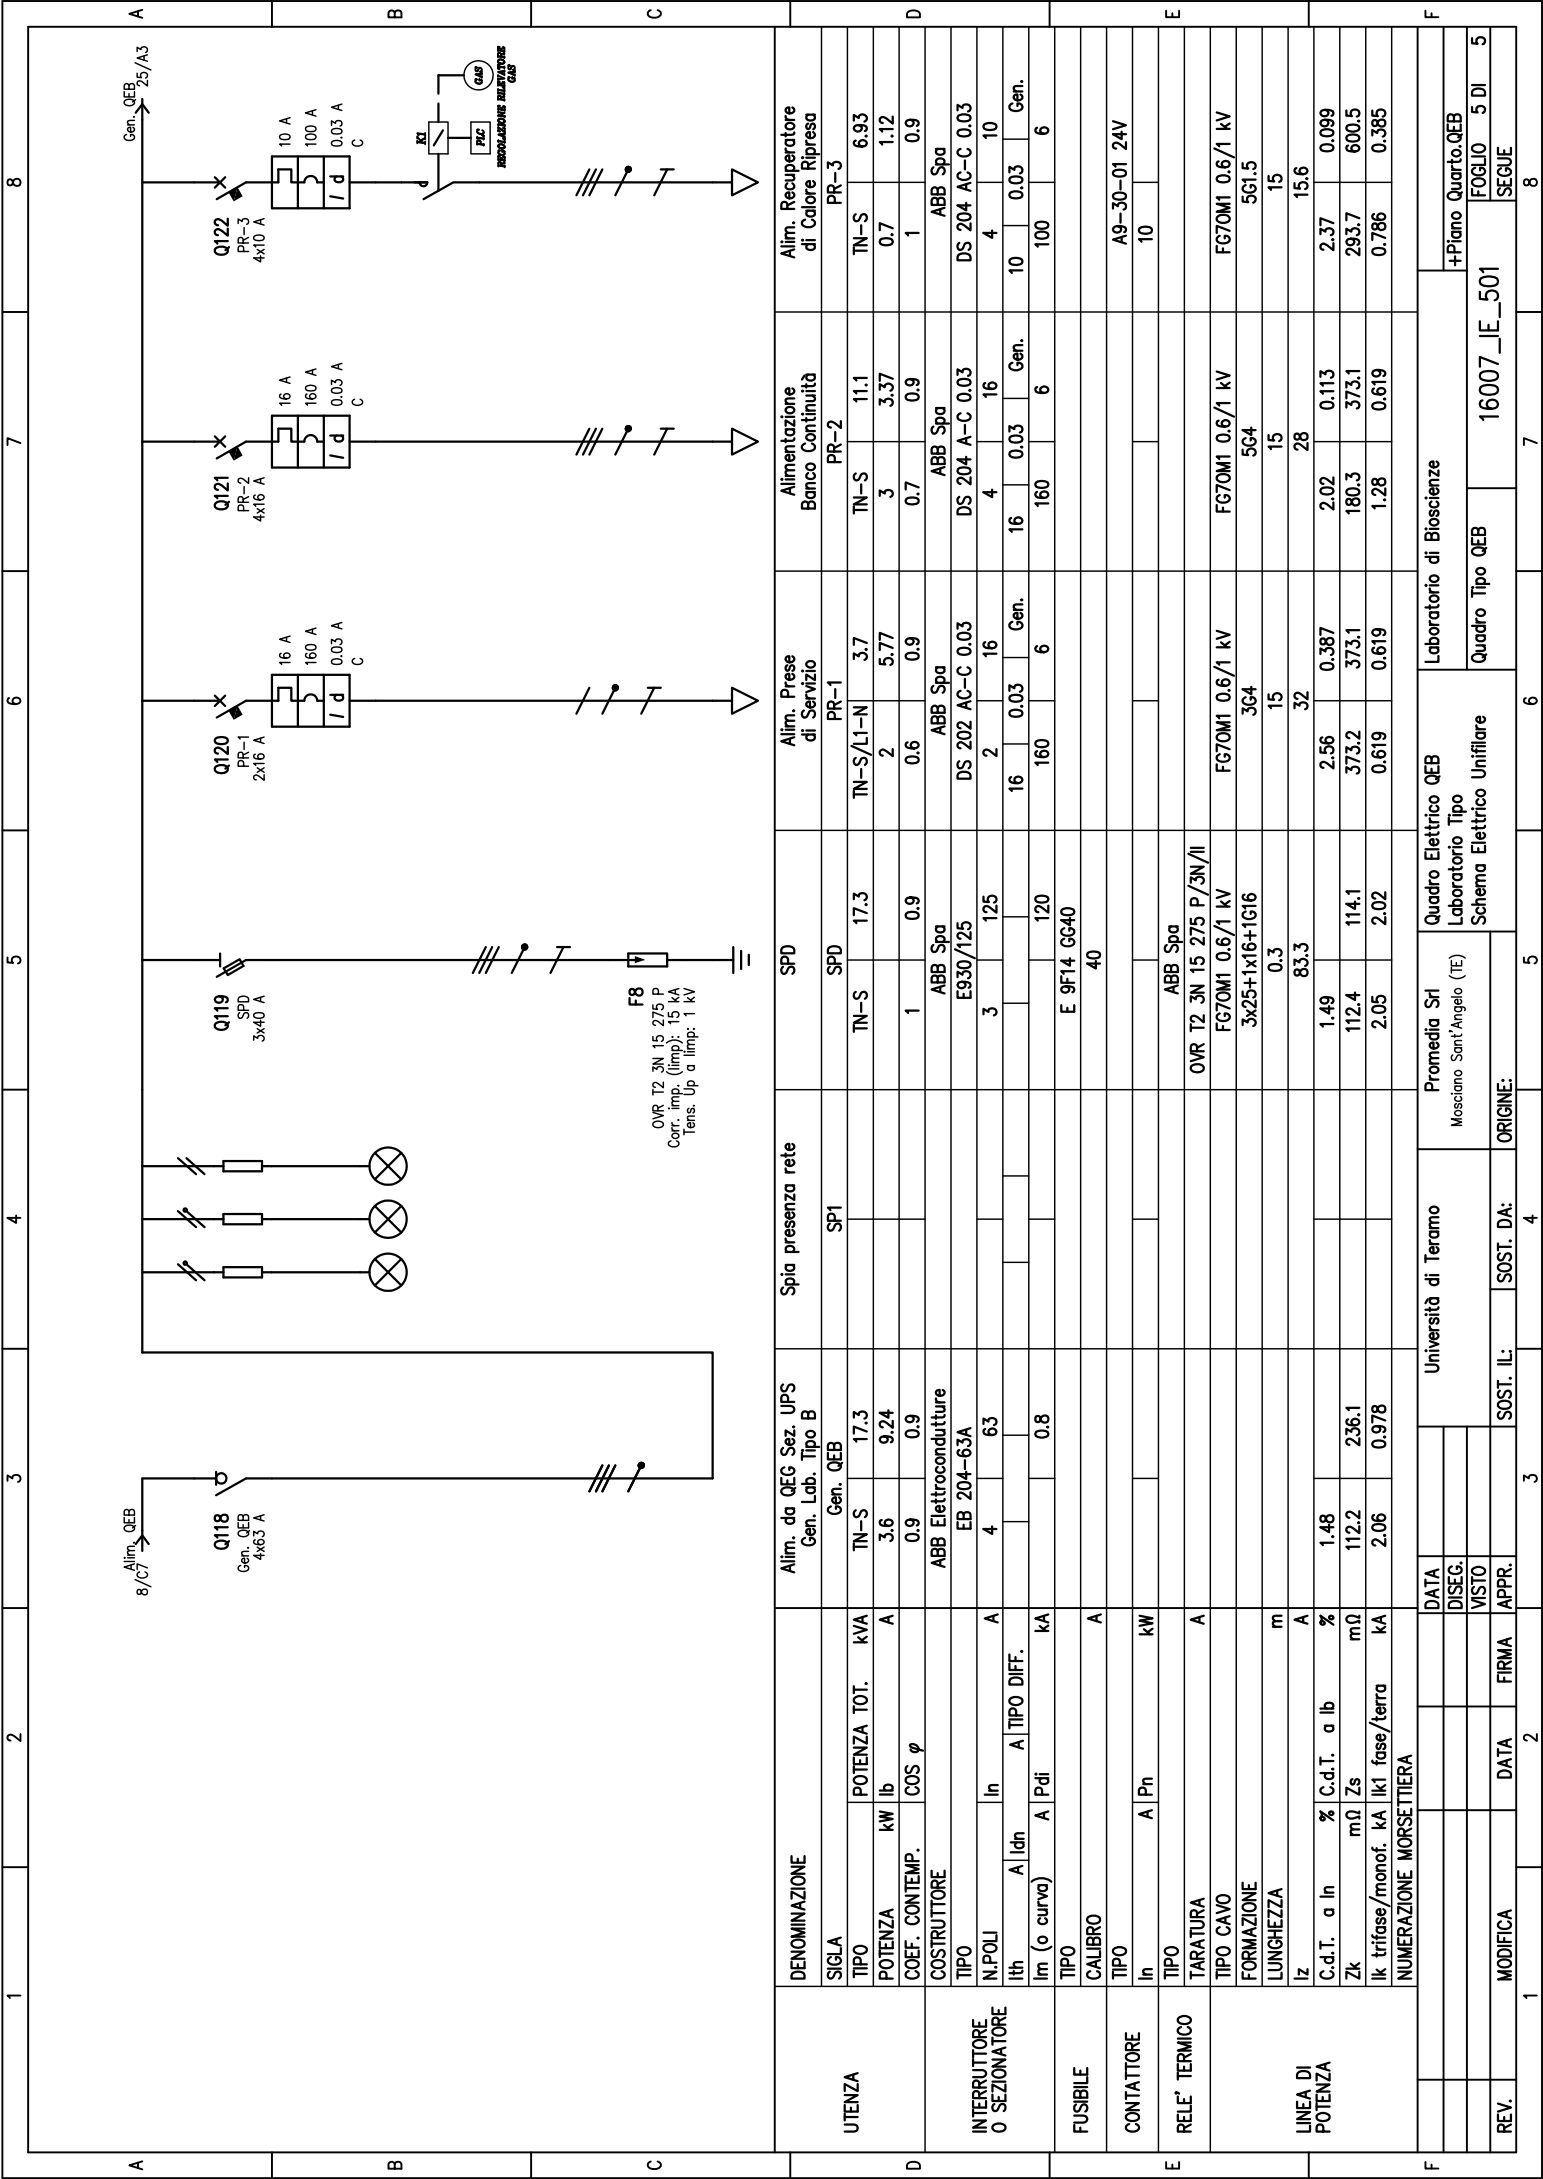 1 2 3 4 5 6 7 8
A
B
C
D
E
F
Alim. QEB
8/C7
Gen. QEB
25/A3
Q118
Gen. QEB
4x63 A
Q119
SPD
3x40 A
F8
OVR T2 3N 15 275 P
Corr. imp. (Iimp): 15 kA
Tens. Up a Iimp: 1 kV
Q120
PR-1
2x16 A
16 A
160 A
0.03 A
C
I d
Q121
PR-2
4x16 A
16 A
160 A
0.03 A
C
I d
Q122
PR-3
4x10 A
10 A
100 A
0.03 A
C
I d
K1
PLC
GAS
REGOLAZIONE RILEVATORE
GAS
UTENZA
DENOMINAZIONE Alim. da QEG Sez. UPS Spia presenza rete SPD Alim. Prese Alimentazione Alim. Recuperatore
Gen. Lab. Tipo B di Servizio Banco Continuità di Calore Ripresa
SIGLA Gen. QEB SP1 SPD PR-1 PR-2 PR-3
TIPO POTENZA TOT. kVA TN-S 17.3 TN-S 17.3 TN-S/L1-N 3.7 TN-S 11.1 TN-S 6.93
POTENZA kW Ib A 3.6 9.24 2 5.77 3 3.37 0.7 1.12
COEF. CONTEMP. COS φ 0.9 0.9 1 0.9 0.6 0.9 0.7 0.9 1 0.9
INTERRUTTORE
O SEZIONATORE
COSTRUTTORE ABB Elettrocondutture ABB Spa ABB Spa ABB Spa ABB Spa
TIPO EB 204-63A E930/125 DS 202 AC-C 0.03 DS 204 A-C 0.03 DS 204 AC-C 0.03
N.POLI In A 4 63 3 125 2 16 4 16 4 10
Ith A Idn A TIPO DIFF. 16 0.03 Gen. 16 0.03 Gen. 10 0.03 Gen.
Im (o curva) A Pdi kA 0.8 120 160 6 160 6 100 6
FUSIBILE
TIPO E 9F14 GG40
CALIBRO A 40
CONTATTORE
TIPO A9-30-01 24V
In A Pn kW 10
RELE' TERMICO
TIPO ABB Spa
TARATURA A OVR T2 3N 15 275 P/3N/II
LINEA DI
POTENZA
TIPO CAVO FG7OM1 0.6/1 kV FG7OM1 0.6/1 kV FG7OM1 0.6/1 kV FG7OM1 0.6/1 kV
FORMAZIONE 3x25+1x16+1G16 3G4 5G4 5G1.5
LUNGHEZZA m 0.3 15 15 15
Iz A 83.3 32 28 15.6
C.d.T. a In % C.d.T. a Ib % 1.48 1.49 2.56 0.387 2.02 0.113 2.37 0.099
Zk mΩ Zs mΩ 112.2 236.1 112.4 114.1 373.2 373.1 180.3 373.1 293.7 600.5
Ik trifase/monof. kA Ik1 fase/terra kA 2.06 0.978 2.05 2.02 0.619 0.619 1.28 0.619 0.786 0.385
NUMERAZIONE MORSETTIERA
REV. MODIFICA DATA FIRMA
DATA
DISEG.
VISTO
APPR.
Università di Teramo
SOST. IL: SOST. DA: ORIGINE:
Promedia Srl
Mosciano Sant'Angelo (TE)
Quadro Elettrico QEB
Laboratorio Tipo
Schema Elettrico Unifilare
Laboratorio di Bioscienze
Quadro Tipo QEB
16007_IE_501
+Piano Quarto.QEB
FOGLIO 5 DI 5
SEGUE
1 2 3 4 5 6 7 8
A
B
C
D
E
F